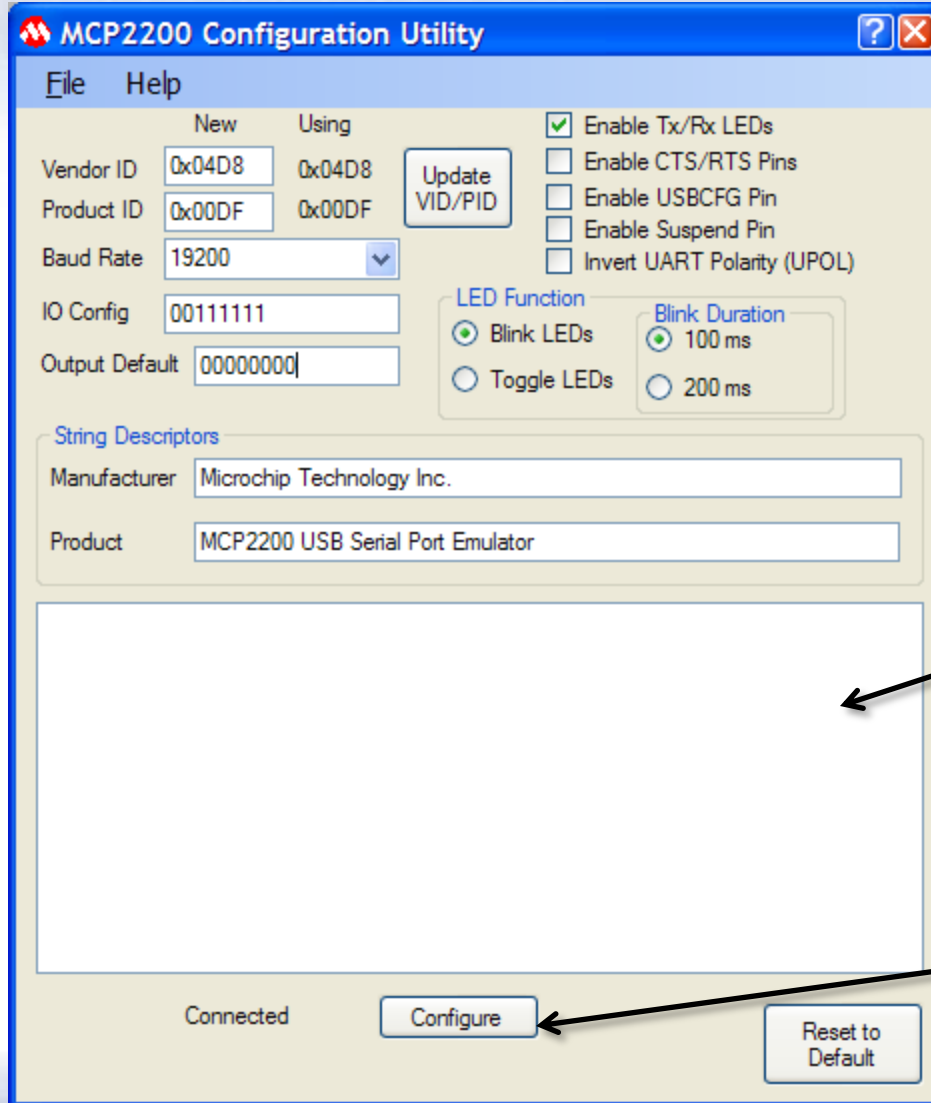 MCP2200 Configuration Utility
File Help
New Using
Vendor ID 0x04D8 0x04D8
Update
VID/PID
Product ID 0x00DF 0x00DF
Baud Rate 19200
IO Config 00111111
Output Default 00000000
Enable Tx/Rx LEDs
Enable CTS/RTS Pins
Enable USBCFG Pin
Enable Suspend Pin
Invert UART Polarity (UPOL)
LED Function
Blink LEDs
Toggle LEDs
Blink Duration
100 ms
200 ms
String Descriptors
Manufacturer Microchip Technology Inc.
Product MCP2200 USB Serial Port Emulator
Connected Configure
Reset to
Default